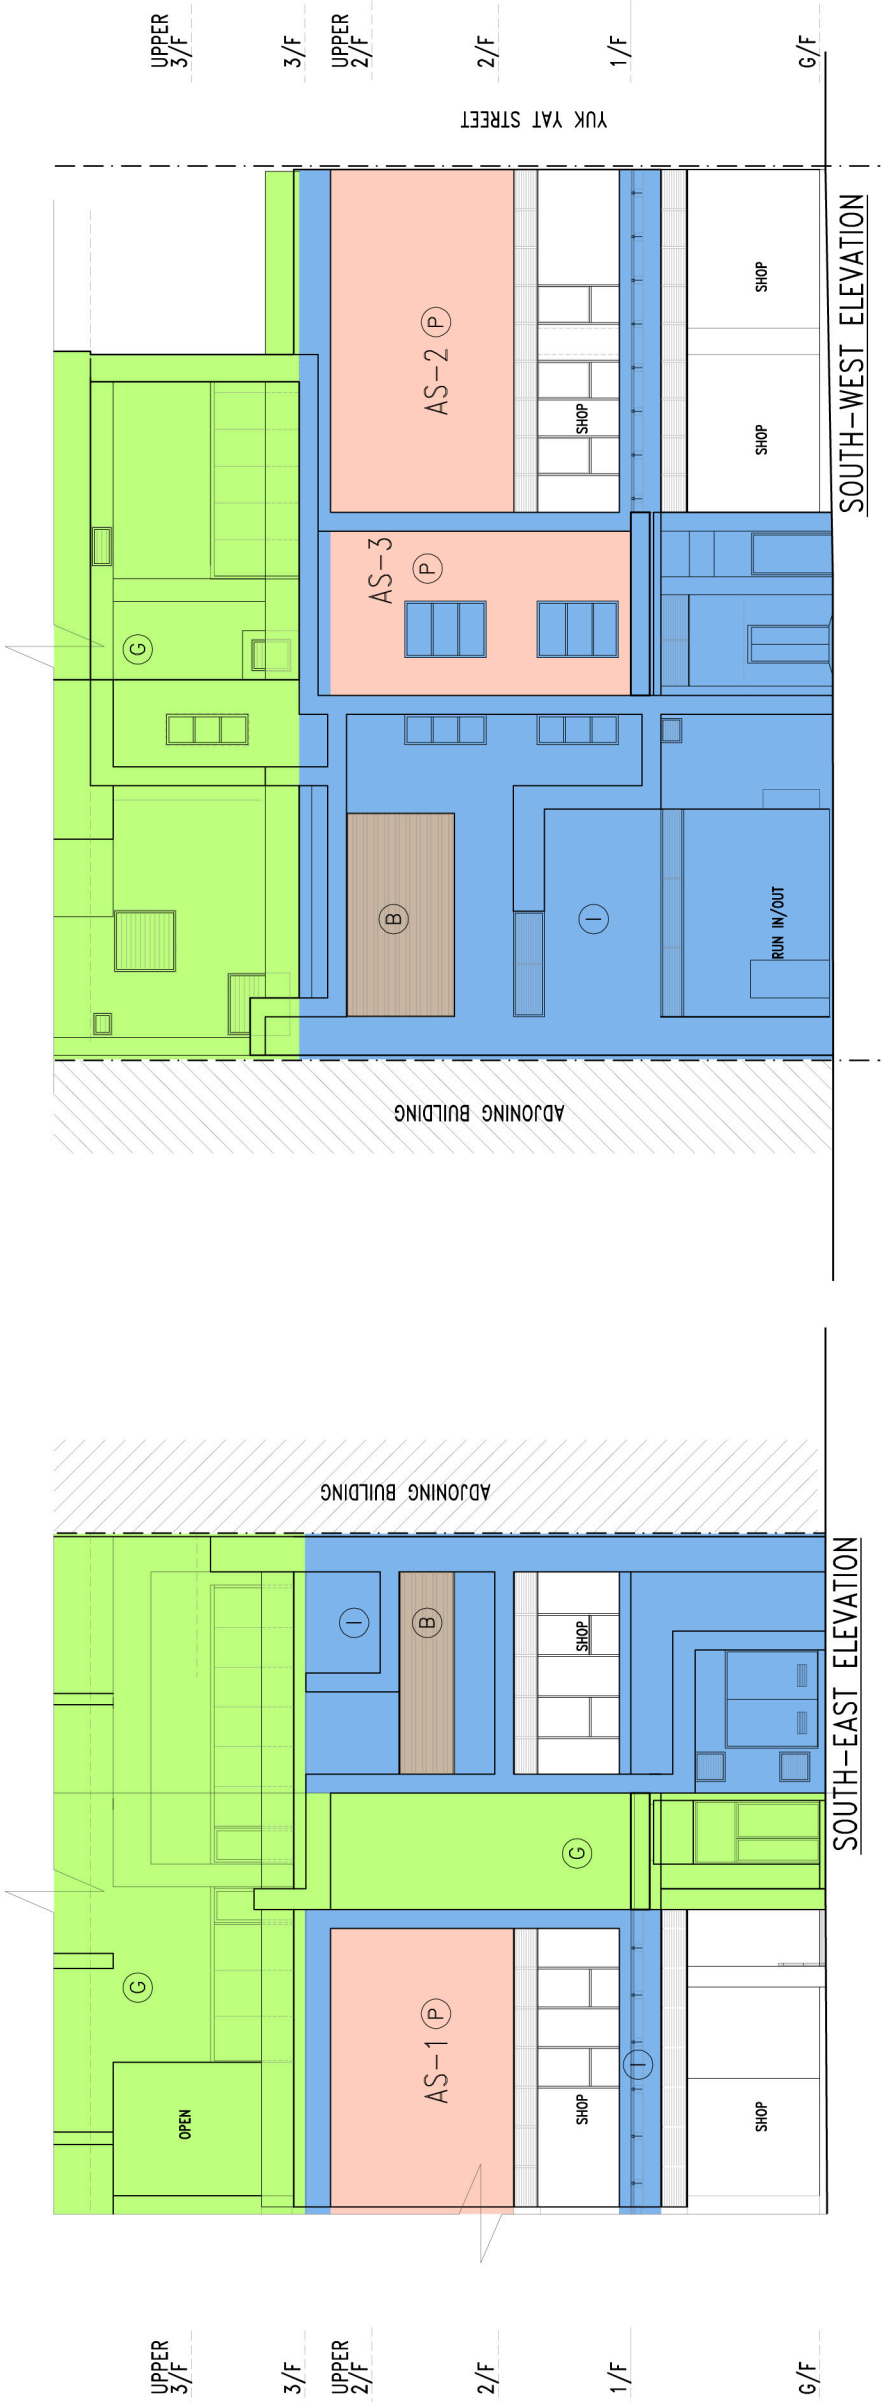 UPPER
3/F
3/F
UPPER
2/F
2/F
1/F
G/F
YUK YAT STREET
AS-2 P
SHOP
SHOP
SHOP
AS-3
P
G
B
I
RUN IN/OUT
ADJOINING BUILDING
SOUTH-WEST ELEVATION
ADJOINING BUILDING
I
B
SHOP
G
G
OPEN
AS-1 P
SHOP
I
SHOP
SOUTH-EAST ELEVATION
UPPER
3/F
3/F
UPPER
2/F
2/F
1/F
G/F